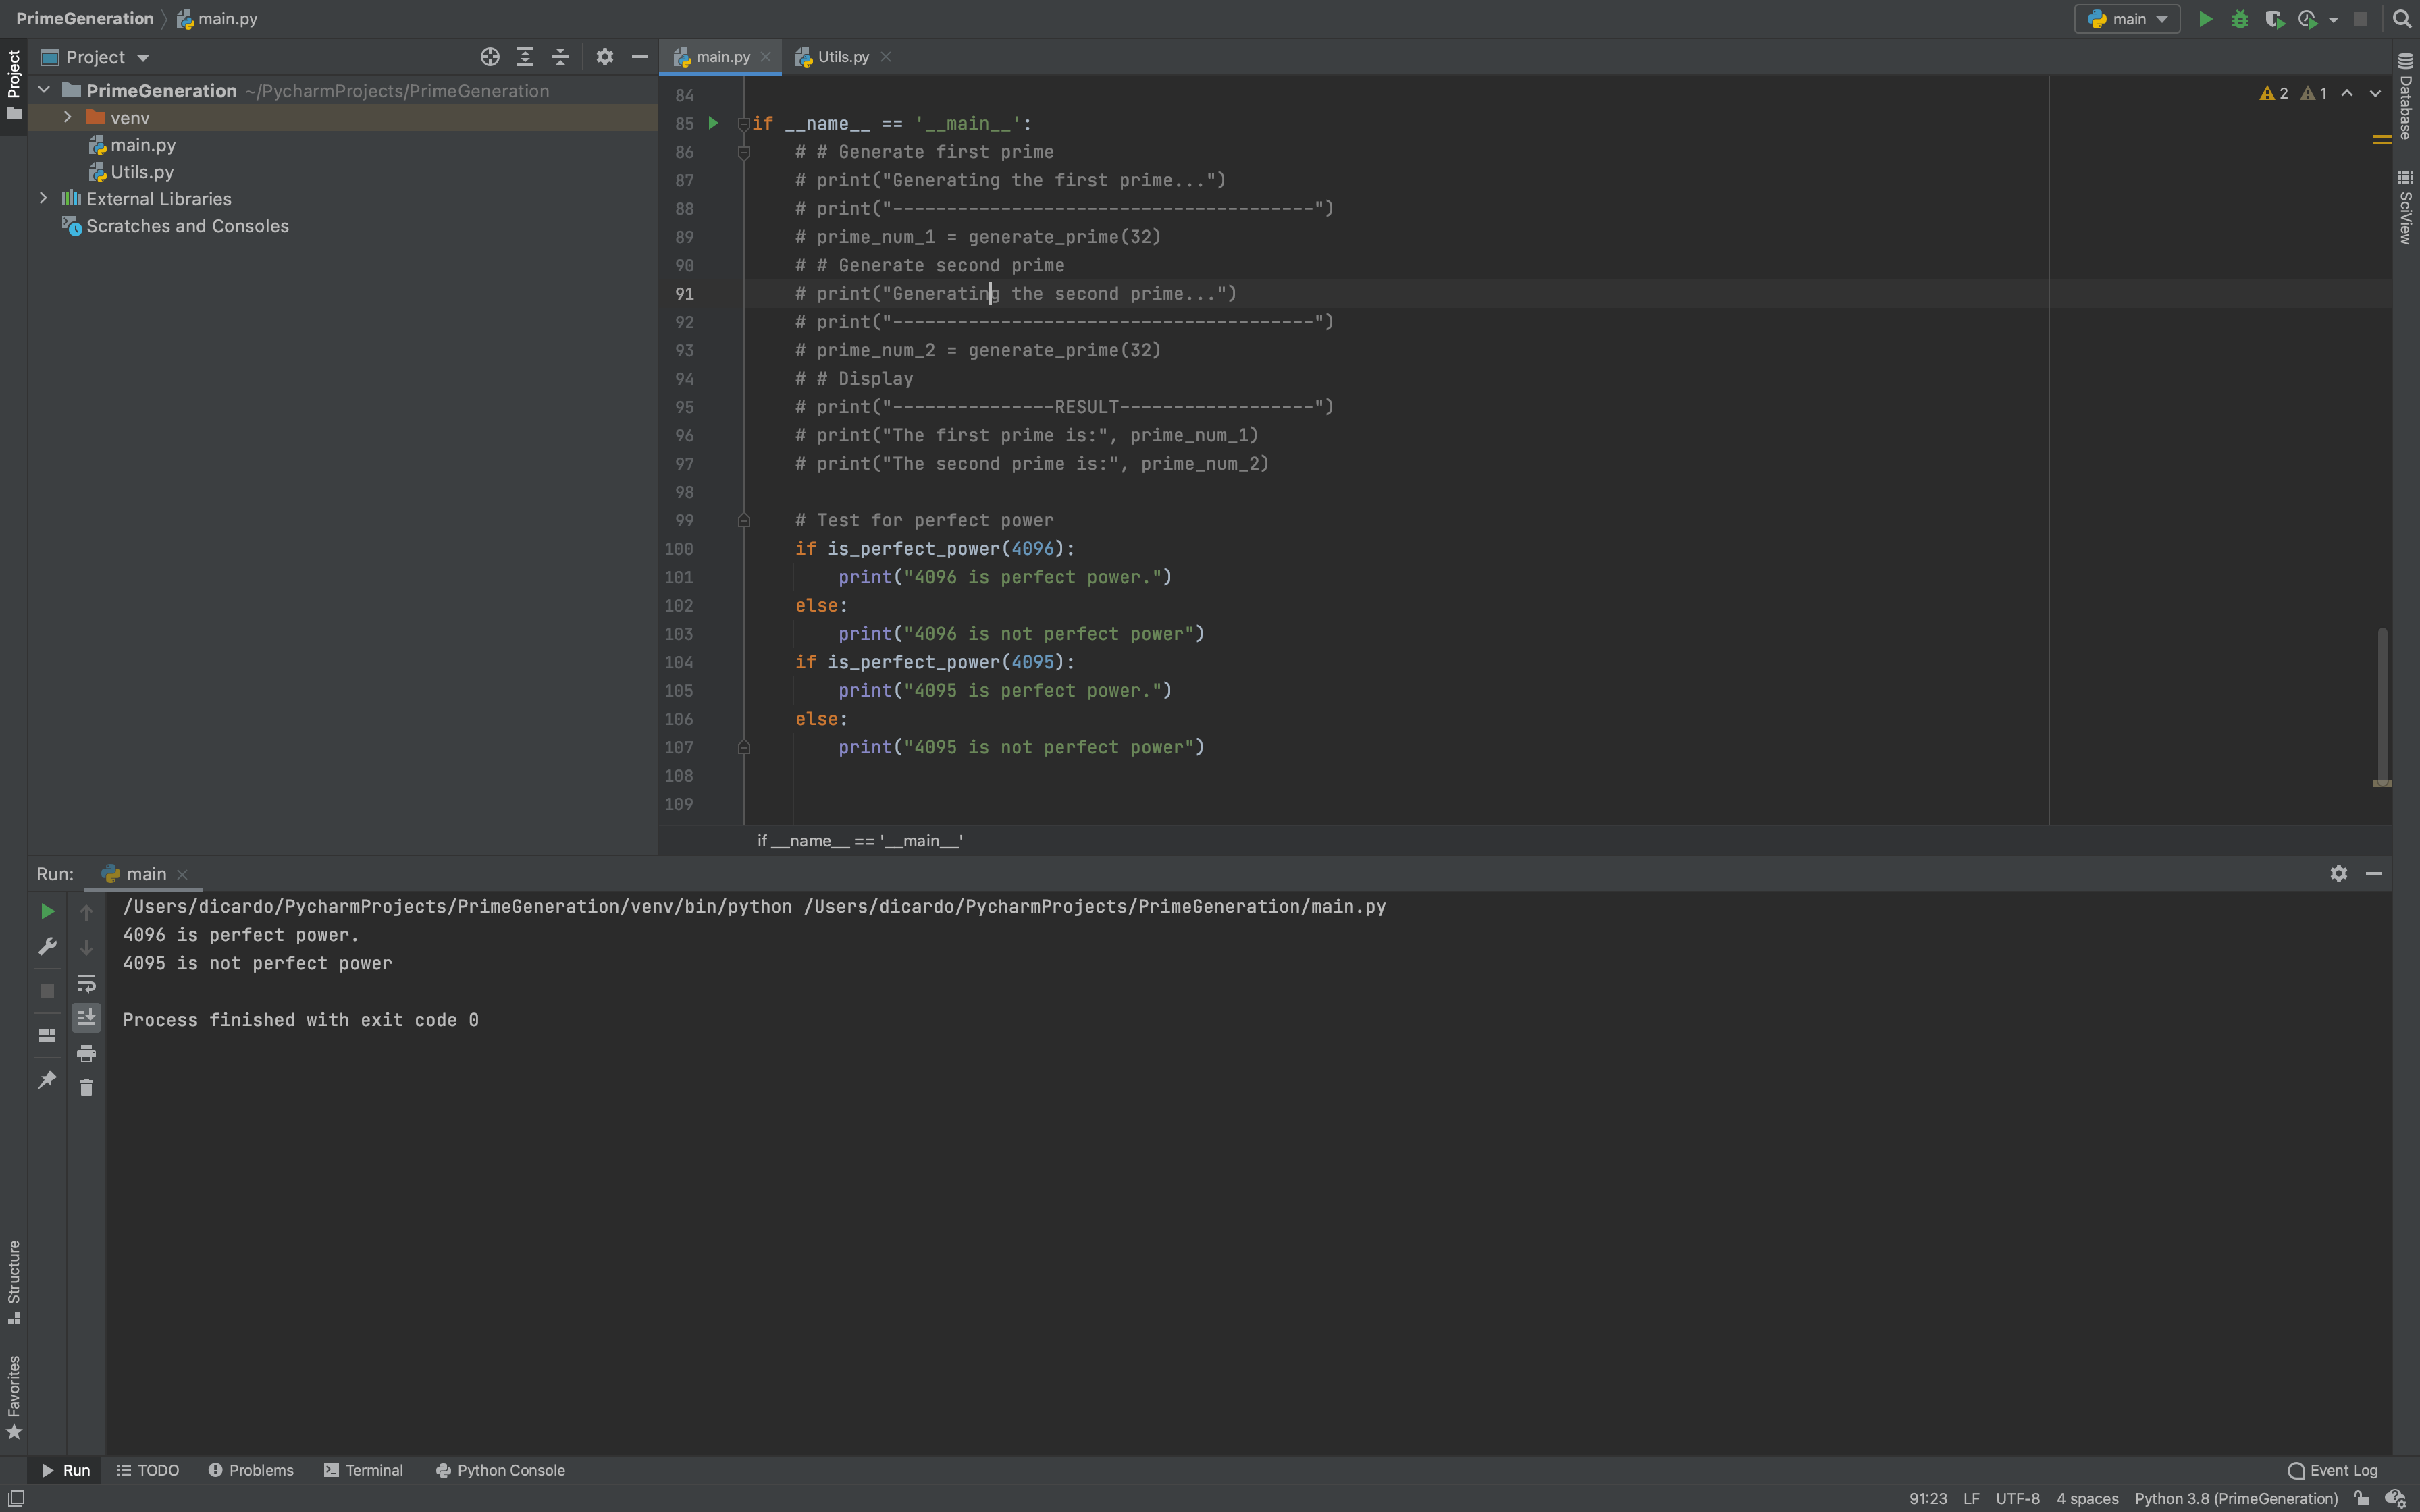 PrimeGeneration main.py
main
Project
main.py
Utils.py
Project
PrimeGeneration ~/PycharmProjects/PrimeGeneration
venv
main.py
Utils.py
External Libraries
Scratches and Consoles
2 1
Database
SciView
84
85 if __name__ == '__main__':
86 # # Generate first prime
87 # print("Generating the first prime...")
88 # print("---------------------------------------")
89 # prime_num_1 = generate_prime(32)
90 # # Generate second prime
91 # print("Generating the second prime...")
92 # print("---------------------------------------")
93 # prime_num_2 = generate_prime(32)
94 # # Display
95 # print("---------------RESULT------------------")
96 # print("The first prime is:", prime_num_1)
97 # print("The second prime is:", prime_num_2)
98
99 # Test for perfect power
100 if is_perfect_power(4096):
101 print("4096 is perfect power.")
102 else:
103 print("4096 is not perfect power")
104 if is_perfect_power(4095):
105 print("4095 is perfect power.")
106 else:
107 print("4095 is not perfect power")
108
109
if __name__ == '__main__'
Run: main
/Users/dicardo/PycharmProjects/PrimeGeneration/venv/bin/python /Users/dicardo/PycharmProjects/PrimeGeneration/main.py
4096 is perfect power.
4095 is not perfect power
Process finished with exit code 0
Structure
Favorites
Run TODO Problems Terminal Python Console Event Log
91:23 LF UTF-8 4 spaces Python 3.8 (PrimeGeneration)